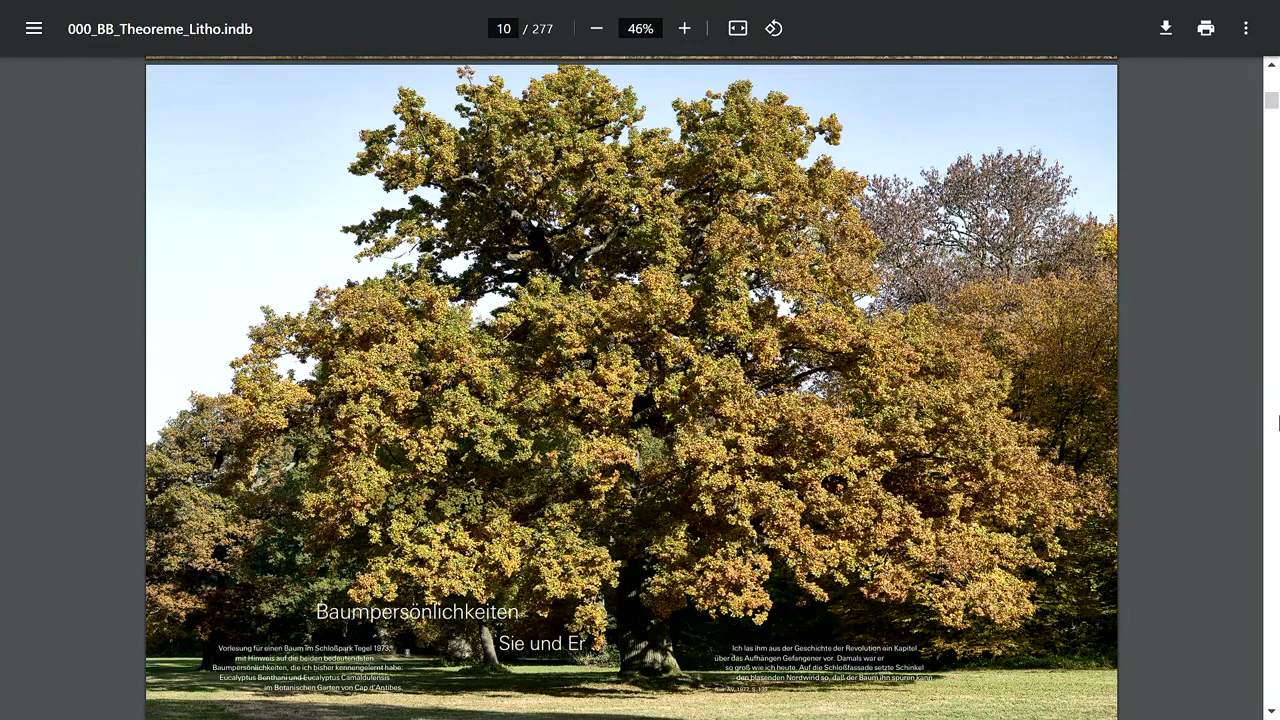 000_BB_Theoreme_Litho.indb
10 / 277
46%
Baumpersönlichkeiten
Sie und Er
Vorlesung für einen Baum im Schloßpark Tegel 1973,
mit Hinweis auf die beiden bedeutendsten
Baumpersönlichkeiten, die ich bisher kennengelernt habe:
Eucalyptus Benthani und Eucalyptus Camaldulensis
im Botanischen Garten von Cap d'Antibes.
Ich las ihm aus der Geschichte der Revolution ein Kapitel
über das Aufhängen Gefangener vor. Damals war er
so groß wie ich heute. Auf die Schloßfassade setzte Schinkel
den blasenden Nordwind so, daß der Baum ihn spüren kann.